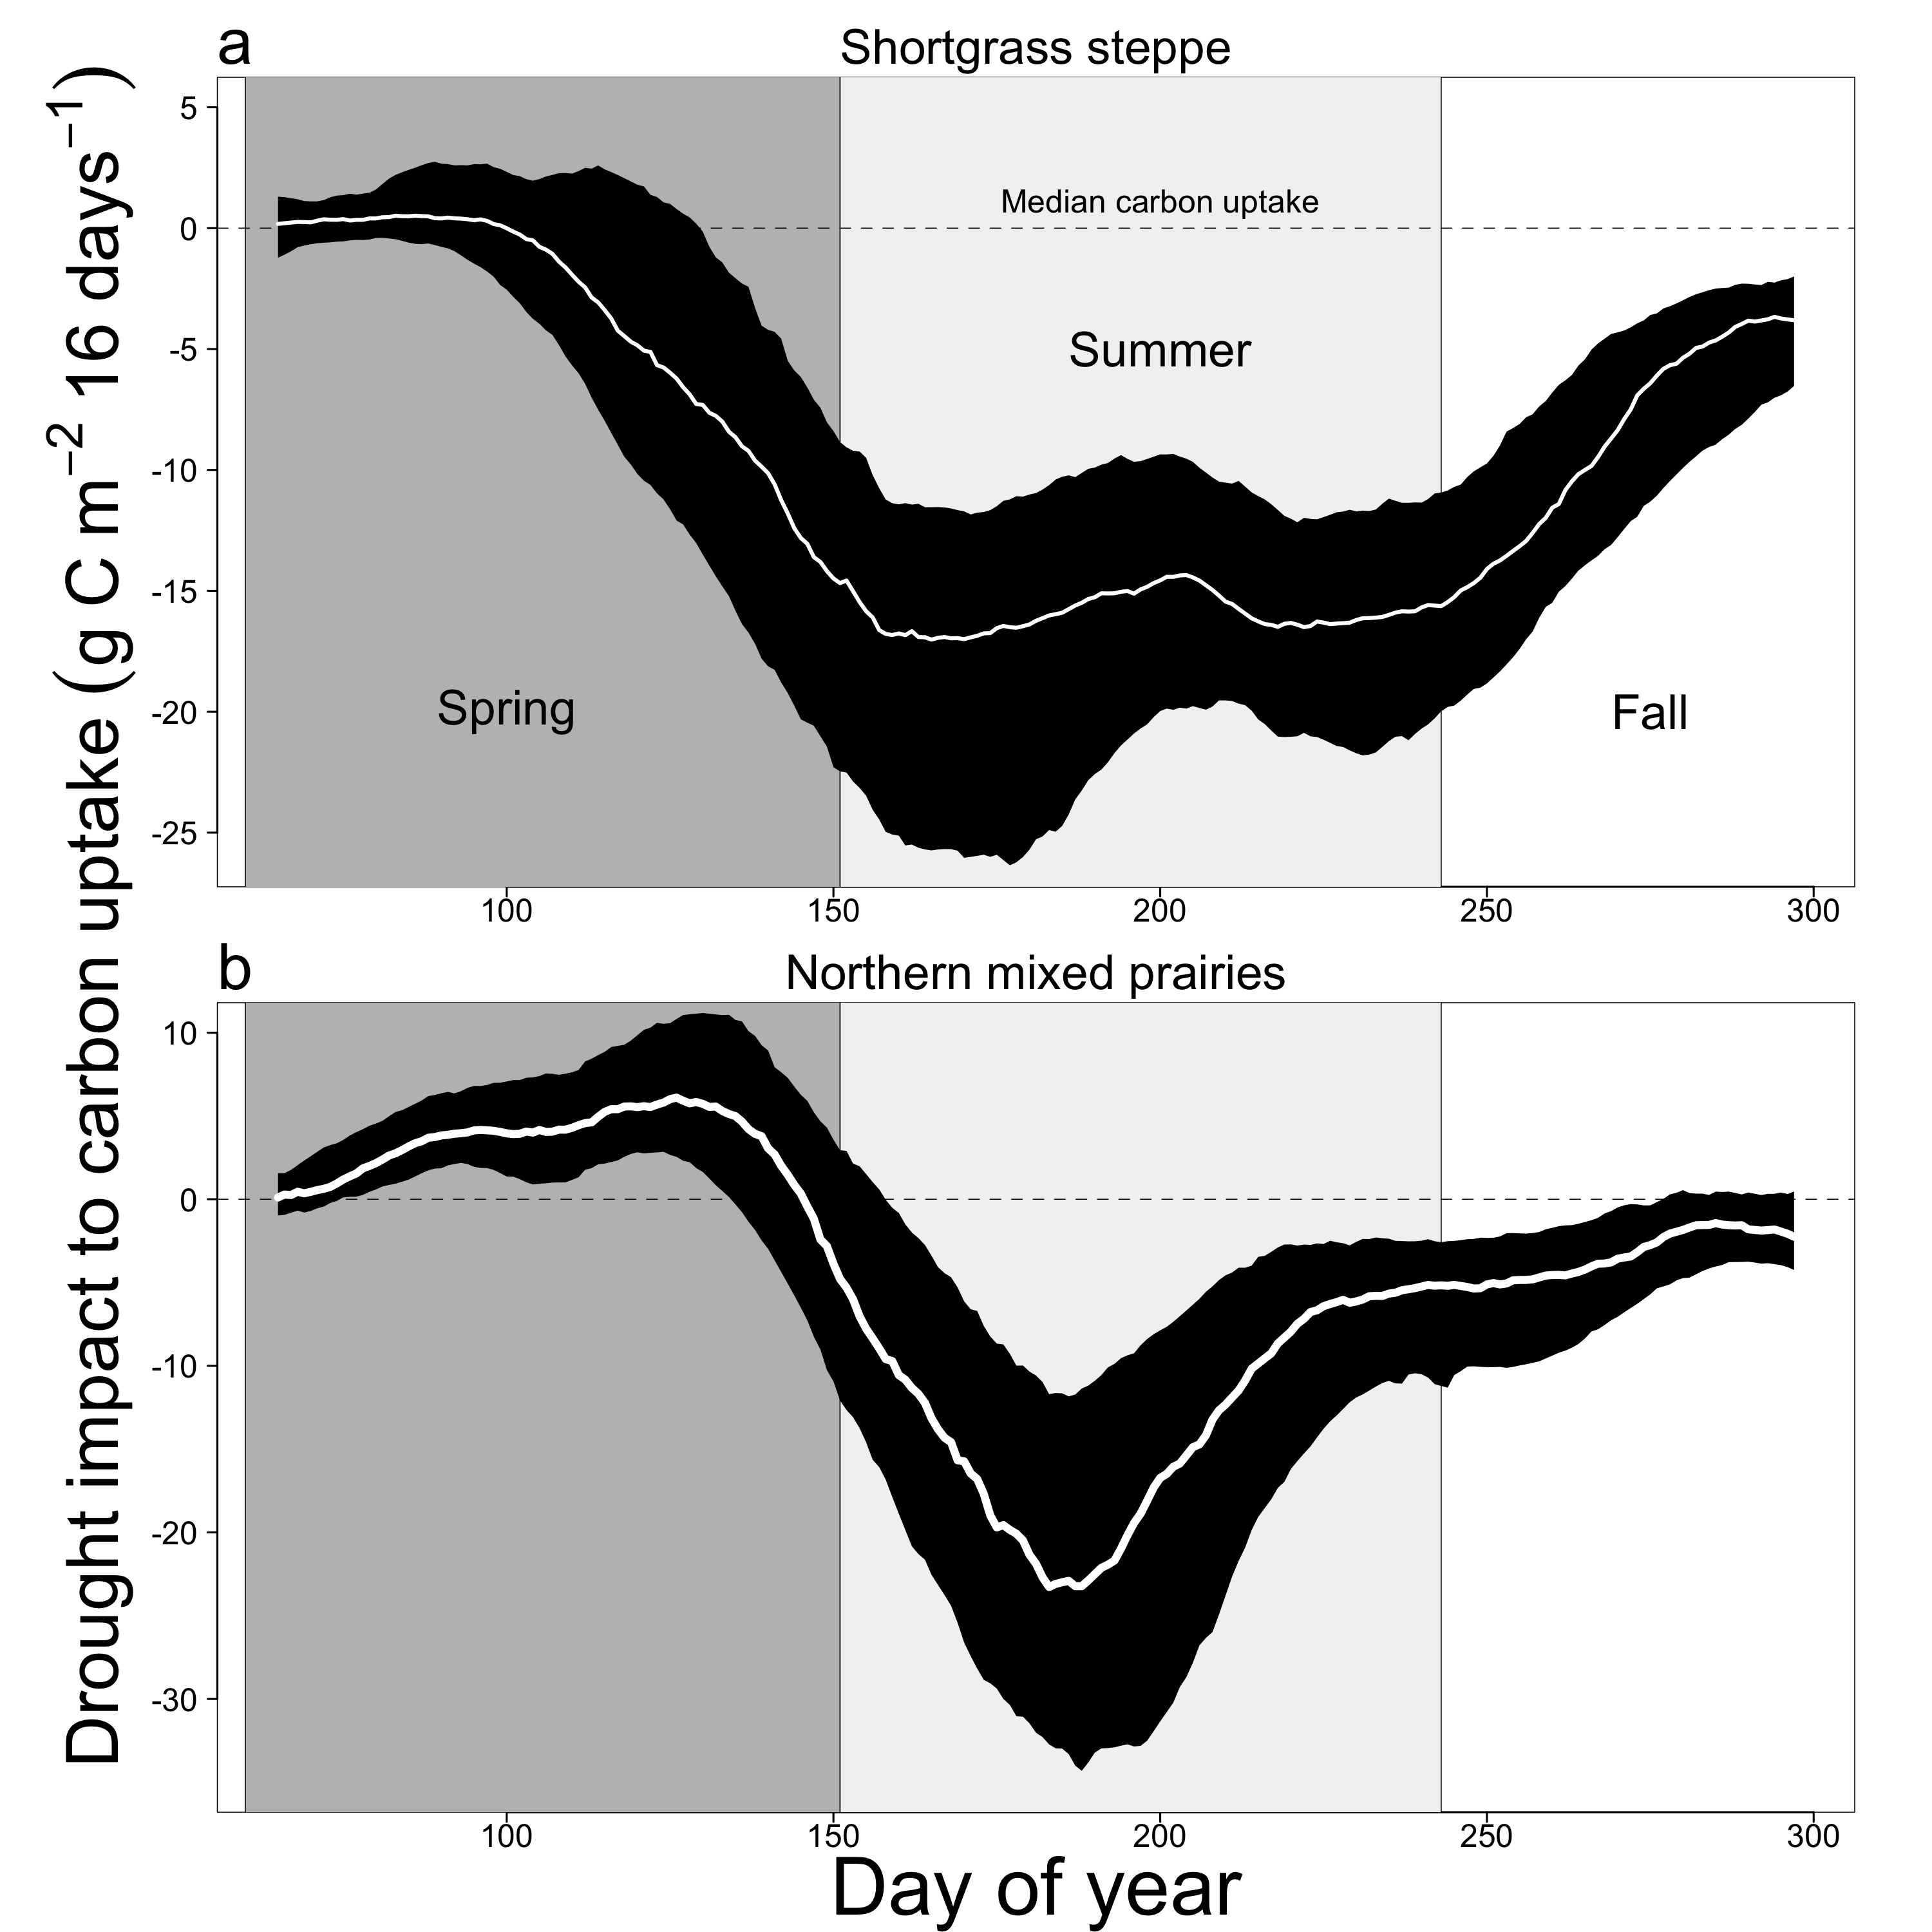 Drought impact to carbon uptake (g C m⁻² 16 days⁻¹)
a
Shortgrass steppe
5
0
-5
-10
-15
-20
-25
Median carbon uptake
Summer
Spring
Fall
100 150 200 250 300
b
Northern mixed prairies
10
0
-10
-20
-30
100 150 200 250 300
Day of year